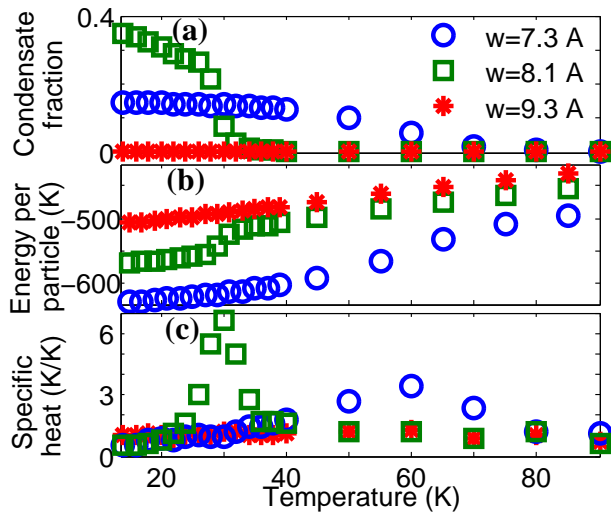 0.4
(a)
w=7.3 A
w=8.1 A
w=9.3 A
Condensate
fraction
0
(b)
Energy per
particle (K)
−500
−600
(c)
Specific
heat (K/K)
6
3
0
20
40
60
80
Temperature (K)